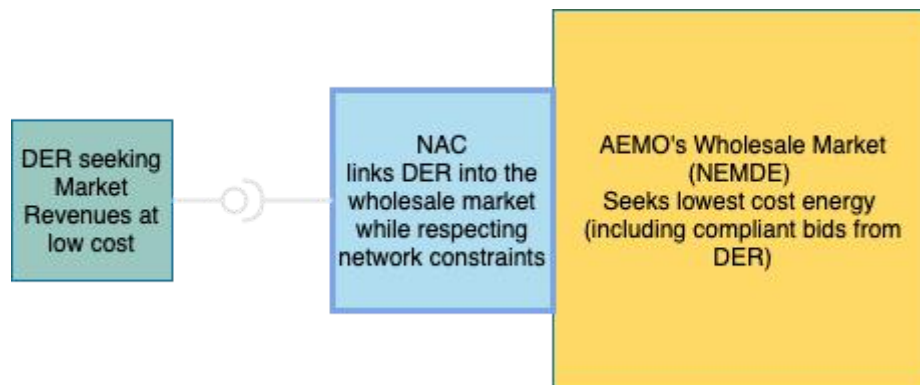 DER seeking
Market
Revenues at
low cost
NAC
links DER into the
wholesale market
while respecting
network constraints
AEMO's Wholesale Market
(NEMDE)
Seeks lowest cost energy
(including compliant bids from
DER)